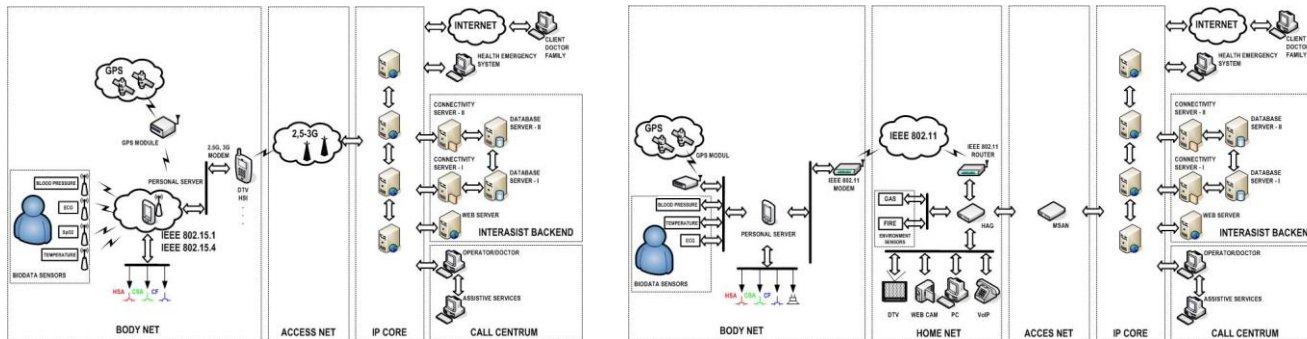 GPS
GPS MODULE
2.5G, 3G
MODEM
PERSONAL SERVER
DTV
HSI
BLOOD PRESSURE
ECG
SpO2
TEMPERATURE
BIODATA SENSORS
IEEE 802.15.1
IEEE 802.15.4
HSA CBA CF
BODY NET
2,5-3G
ACCESS NET
IP CORE
INTERNET
CLIENT
DOCTOR
FAMILY
HEALTH EMERGENCY
SYSTEM
CONNECTIVITY
SERVER - II
DATABASE
SERVER - II
CONNECTIVITY
SERVER - I
DATABASE
SERVER - I
WEB SERVER
INTERASIST BACKEND
OPERATOR/DOCTOR
ASSISTIVE SERVICES
CALL CENTRUM
GPS
GPS MODUL
BLOOD PRESSURE
TEMPERATURE
ECG
BIODATA SENSORS
PERSONAL SERVER
HSA CBA CF
IEEE 802.11
MODEM
BODY NET
IEEE 802.11
IEEE 802.11
ROUTER
GAS
FIRE
ENVIRONMENT
SENSORS
HAG
DTV WEB CAM PC VoIP
HOME NET
MSAN
ACCES NET
IP CORE
INTERNET
CLIENT
DOCTOR
FAMILY
HEALTH EMERGENCY
SYSTEM
CONNECTIVITY
SERVER - II
DATABASE
SERVER - II
CONNECTIVITY
SERVER - I
DATABASE
SERVER - I
WEB SERVER
INTERASIST BACKEND
OPERATOR/DOCTOR
ASSISTIVE SERVICES
CALL CENTRUM